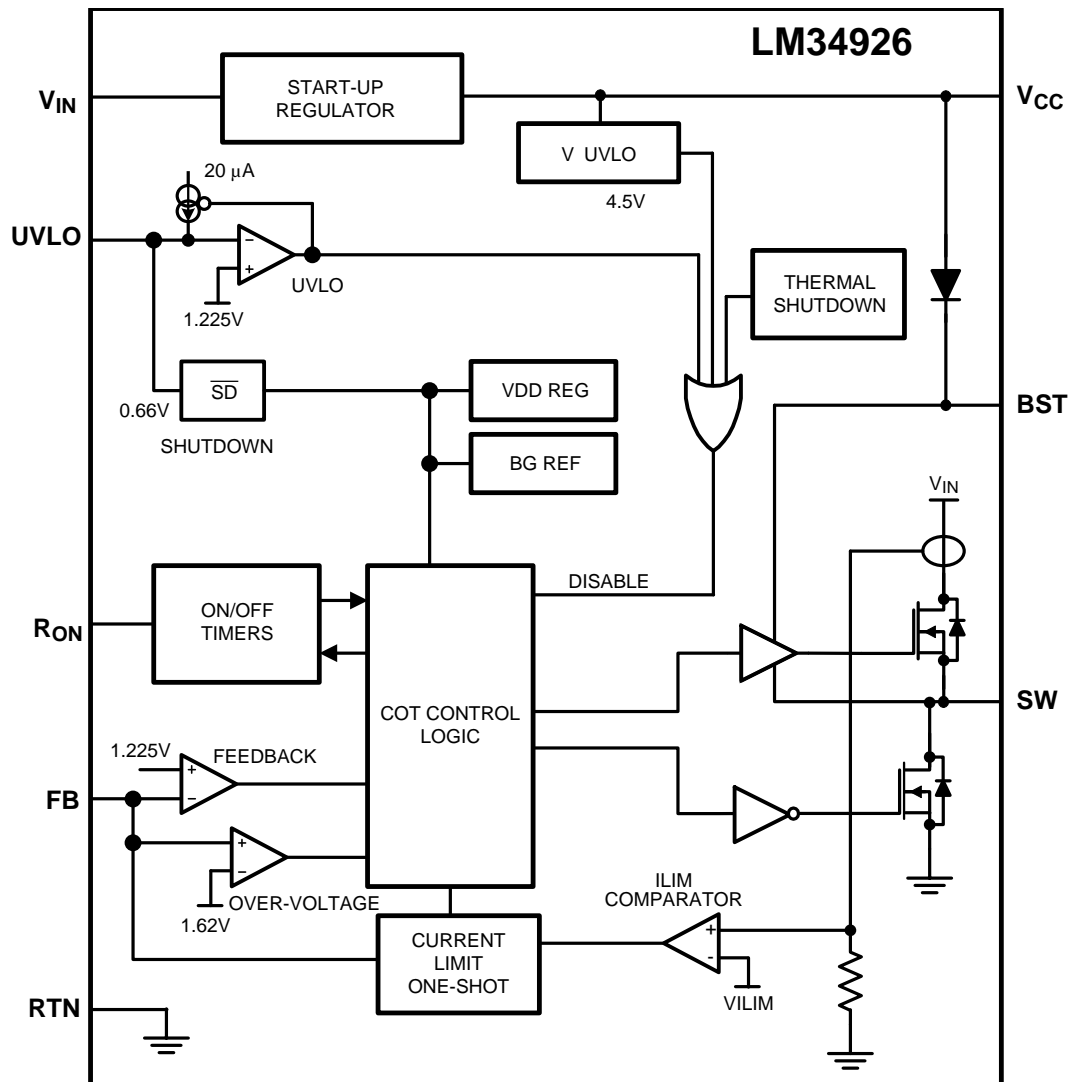 LM34926
VIN
START-UP
REGULATOR
VCC
V UVLO
4.5V
20 μA
UVLO
−
+
UVLO
1.225V
THERMAL
SHUTDOWN
SD
0.66V
SHUTDOWN
VDD REG
BG REF
BST
VIN
DISABLE
RON
ON/OFF
TIMERS
COT CONTROL
LOGIC
SW
1.225V
FEEDBACK
+
−
FB
+
−
1.62V
OVER-VOLTAGE
ILIM
COMPARATOR
CURRENT
LIMIT
ONE-SHOT
+
-
VILIM
RTN